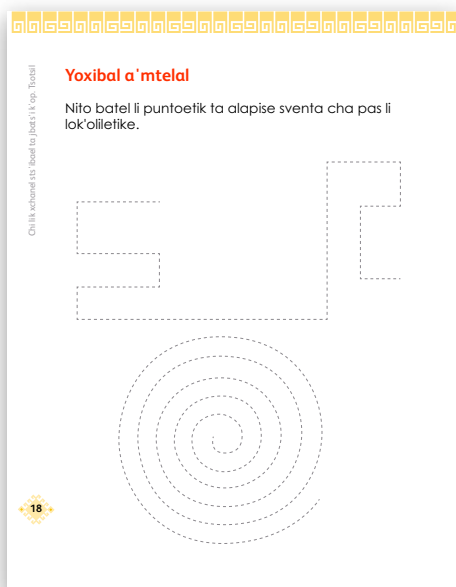 Yoxibal a'mtelal
Nito batel li puntoetik ta alapise sventa cha pas li
lok'oliletike.
Chi lik xchanel sts'ibael ta jbats'i k'op. Tsotsil
18